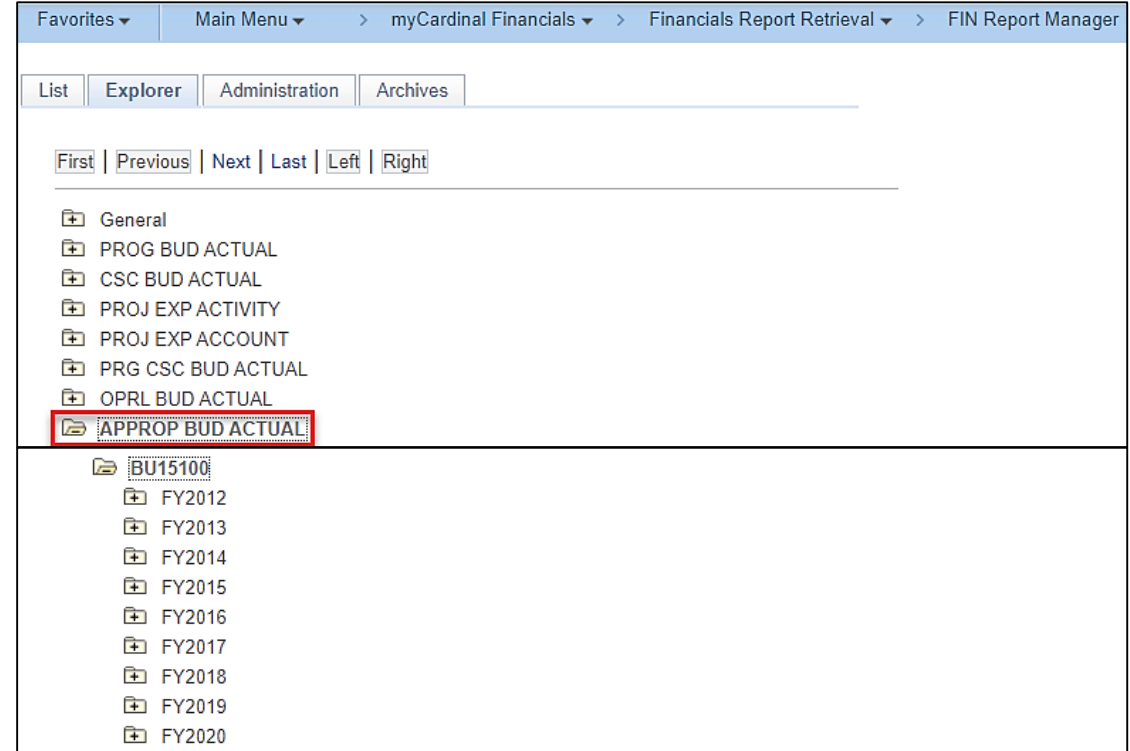 Favorites Main Menu > myCardinal Financials > Financials Report Retrieval > FIN Report Manager
List Explorer Administration Archives
First | Previous | Next | Last | Left | Right
General
PROG BUD ACTUAL
CSC BUD ACTUAL
PROJ EXP ACTIVITY
PROJ EXP ACCOUNT
PRG CSC BUD ACTUAL
OPRL BUD ACTUAL
APPROP BUD ACTUAL
BU15100
FY2012
FY2013
FY2014
FY2015
FY2016
FY2017
FY2018
FY2019
FY2020